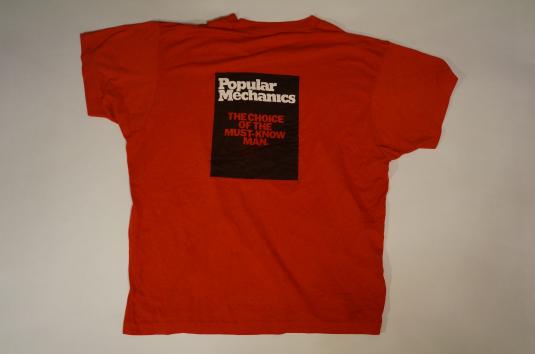 Popular
Mechanics
THE CHOICE
OF THE
MUST-KNOW
MAN.